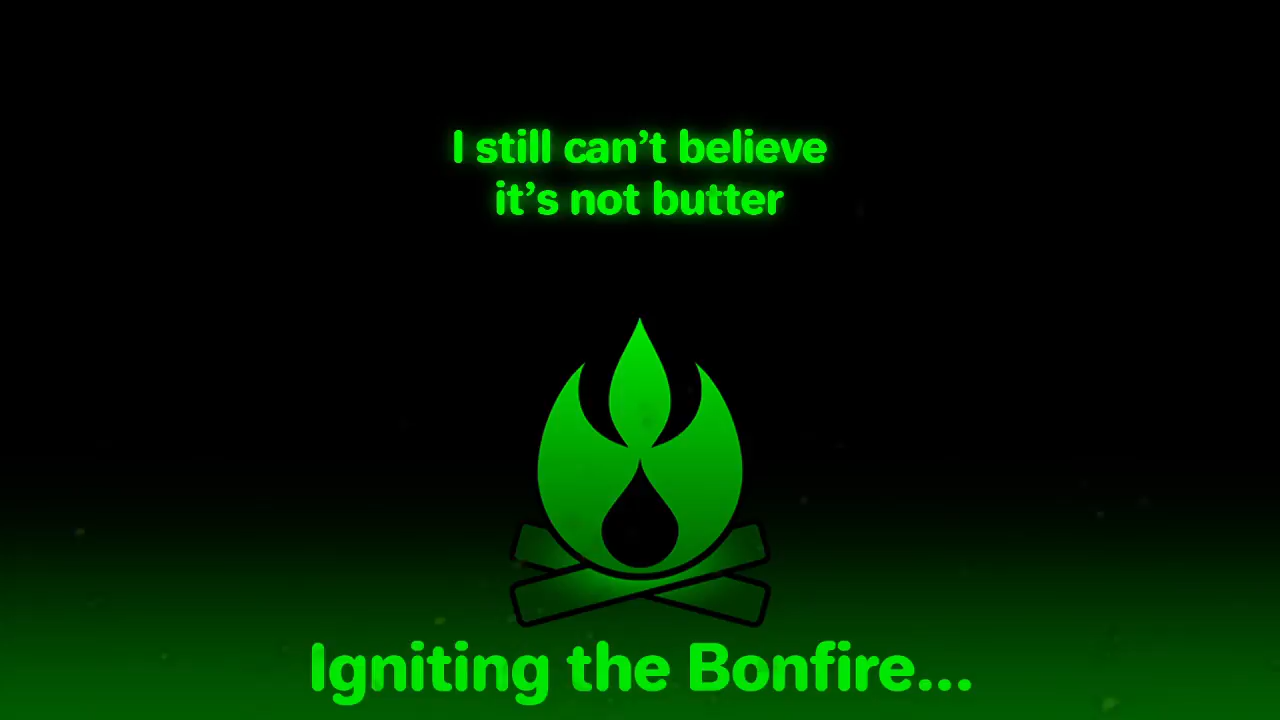 I still can’t believe
it’s not butter
Igniting the Bonfire...